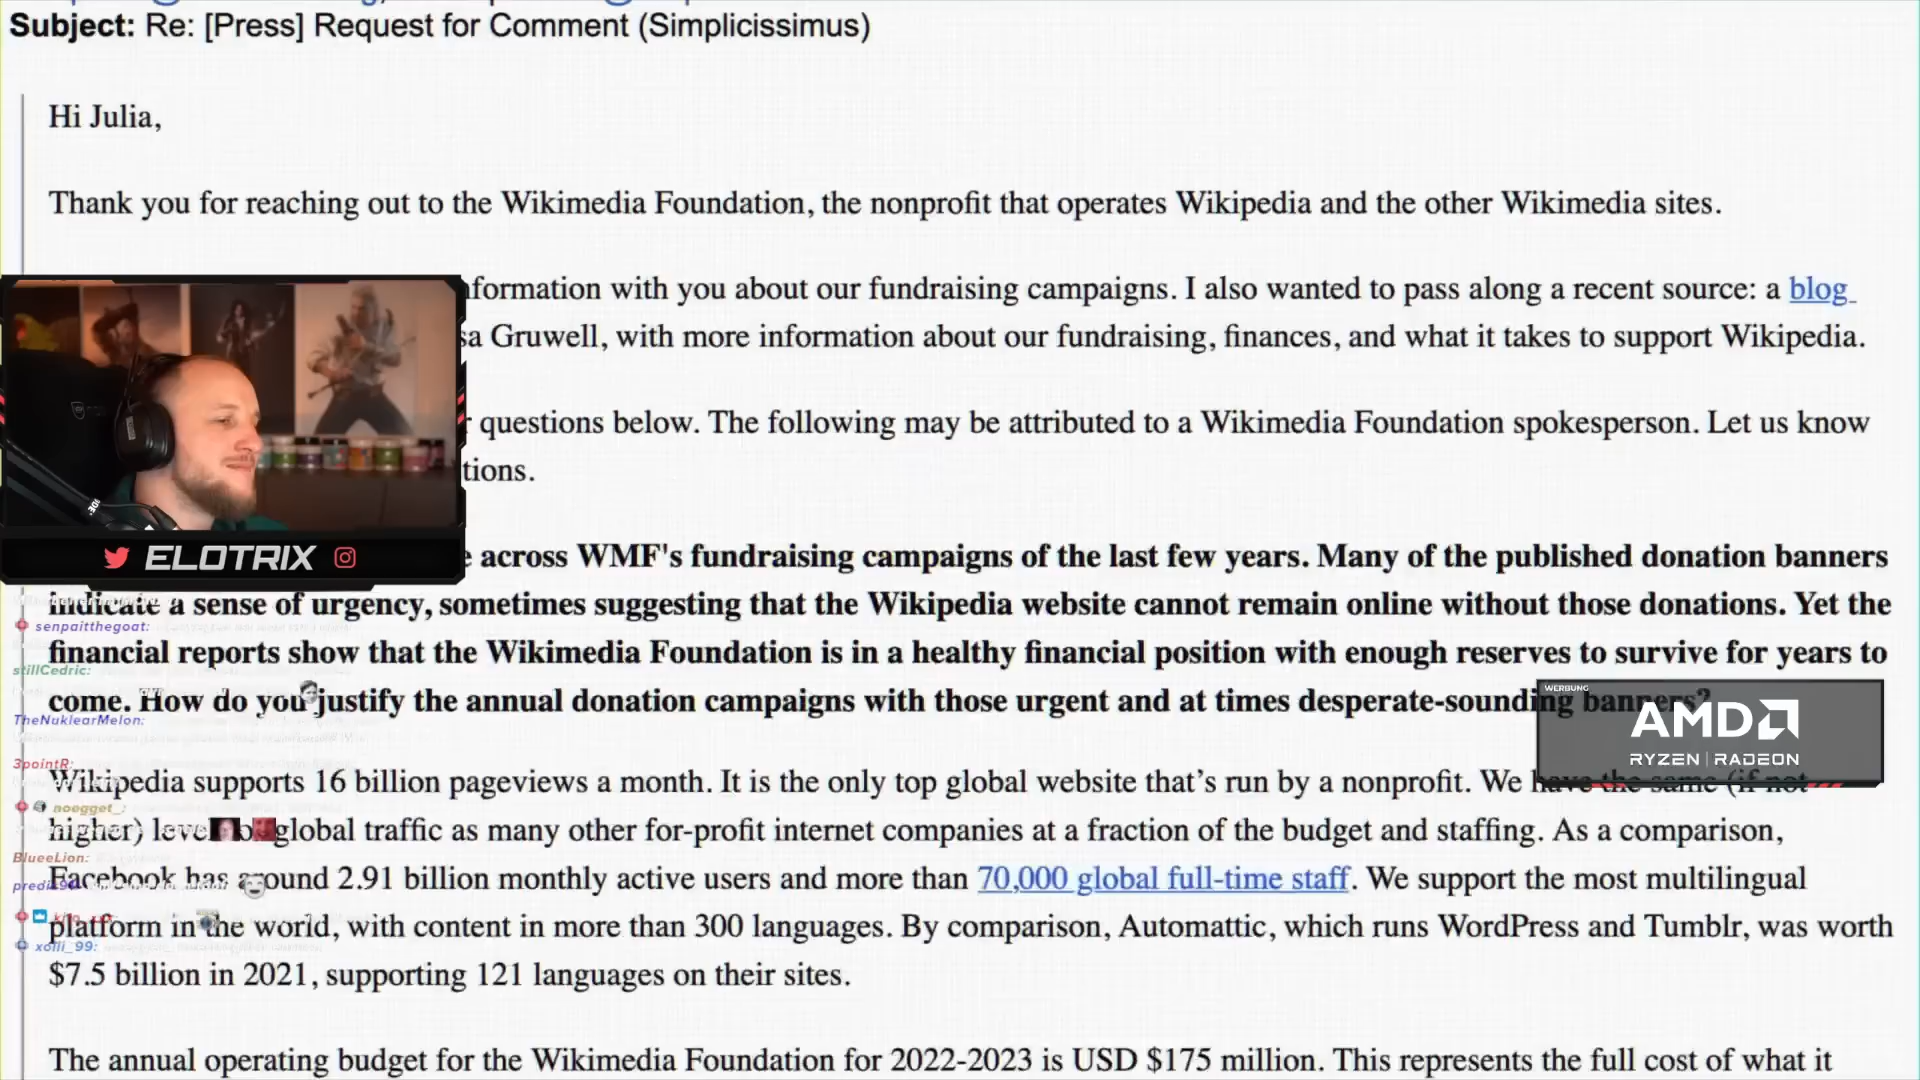 Subject: Re: [Press] Request for Comment (Simplicissimus)
Hi Julia,
Thank you for reaching out to the Wikimedia Foundation, the nonprofit that operates Wikipedia and the other Wikimedia sites.
formation with you about our fundraising campaigns. I also wanted to pass along a recent source: a blog
sa Gruwell, with more information about our fundraising, finances, and what it takes to support Wikipedia.
questions below. The following may be attributed to a Wikimedia Foundation spokesperson. Let us know
tions.
ELOTRIX
across WMF's fundraising campaigns of the last few years. Many of the published donation banners
indicate a sense of urgency, sometimes suggesting that the Wikipedia website cannot remain online without those donations. Yet the
senpaitthegoat:
financial reports show that the Wikimedia Foundation is in a healthy financial position with enough reserves to survive for years to
stillCedric:
come. How do you justify the annual donation campaigns with those urgent and at times desperate-sounding banners?
TheNuklearMelon:
WERBUNG
AMD
RYZEN | RADEON
3pointR:
Wikipedia supports 16 billion pageviews a month. It is the only top global website that's run by a nonprofit. We have the same (if not
noegget_:
higher) level of global traffic as many other for-profit internet companies at a fraction of the budget and staffing. As a comparison,
BlueeLion:
Facebook has around 2.91 billion monthly active users and more than 70,000 global full-time staff. We support the most multilingual
platform in the world, with content in more than 300 languages. By comparison, Automattic, which runs WordPress and Tumblr, was worth
xolli_99:
$7.5 billion in 2021, supporting 121 languages on their sites.
The annual operating budget for the Wikimedia Foundation for 2022-2023 is USD $175 million. This represents the full cost of what it